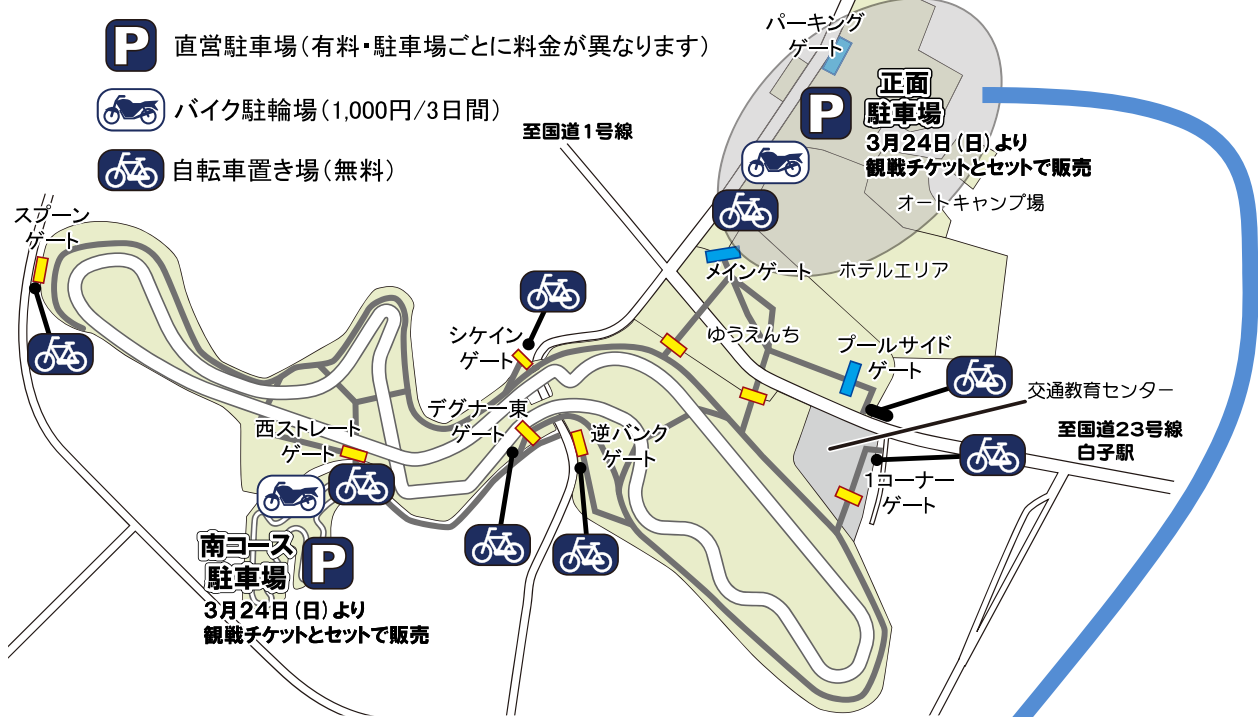 P 直営駐車場(有料・駐車場ごとに料金が異なります)
バイク駐輪場(1,000円/3日間)
自転車置き場(無料)
パーキング
ゲート
P
正面
駐車場
3月24日(日)より
観戦チケットとセットで販売
至国道1号線
オートキャンプ場
スプーン
ゲート
メインゲート
ホテルエリア
シケイン
ゲート
ゆうえんち
プールサイド
ゲート
交通教育センター
デグナー東
ゲート
西ストレート
ゲート
逆バンク
ゲート
至国道23号線
白子駅
1コーナー
ゲート
南コース
駐車場
P
3月24日(日)より
観戦チケットとセットで販売